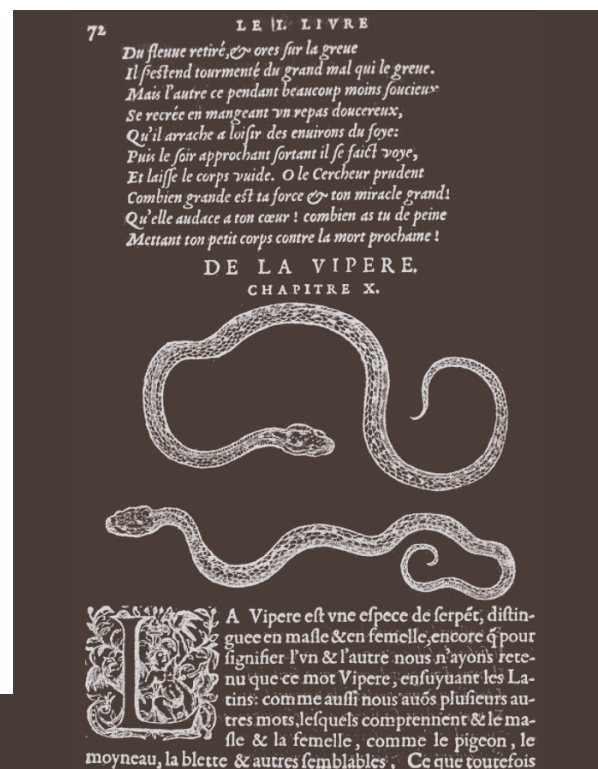 72 LE I. LIVRE
Du fleuue retiré, & ores ſur la greue
Il ſ'eſtend tourmenté du grand mal qui le greue.
Mais l'autre ce pendant beaucoup moins ſoucieux
Se recrée en mangeant vn repas doucereux,
Qu'il arrache a loiſir des enuirons du foye:
Puis le ſoir approchant ſortant il ſe faict voye,
Et laiſſe le corps vuide. O le Cercheur prudent
Combien grande eſt ta force & ton miracle grand!
Qu'elle audace a ton cœur ! combien as tu de peine
Mettant ton petit corps contre la mort prochaine !
DE LA VIPERE.
CHAPITRE X.
LA Vipere eſt vne eſpece de ſerpẽt, diſtin-
guee en maſle & en femelle, encore q̃ pour
ſignifier l'vn & l'autre nous n'ayons rete-
nu que ce mot Vipere, enſuyuant les La-
tins: comme auſſi nous auõs pluſieurs au-
tres mots, leſquels comprennent & le ma-
ſle & la femelle, comme le pigeon, le
moyneau, la blette & autres ſemblables. Ce que toutefois